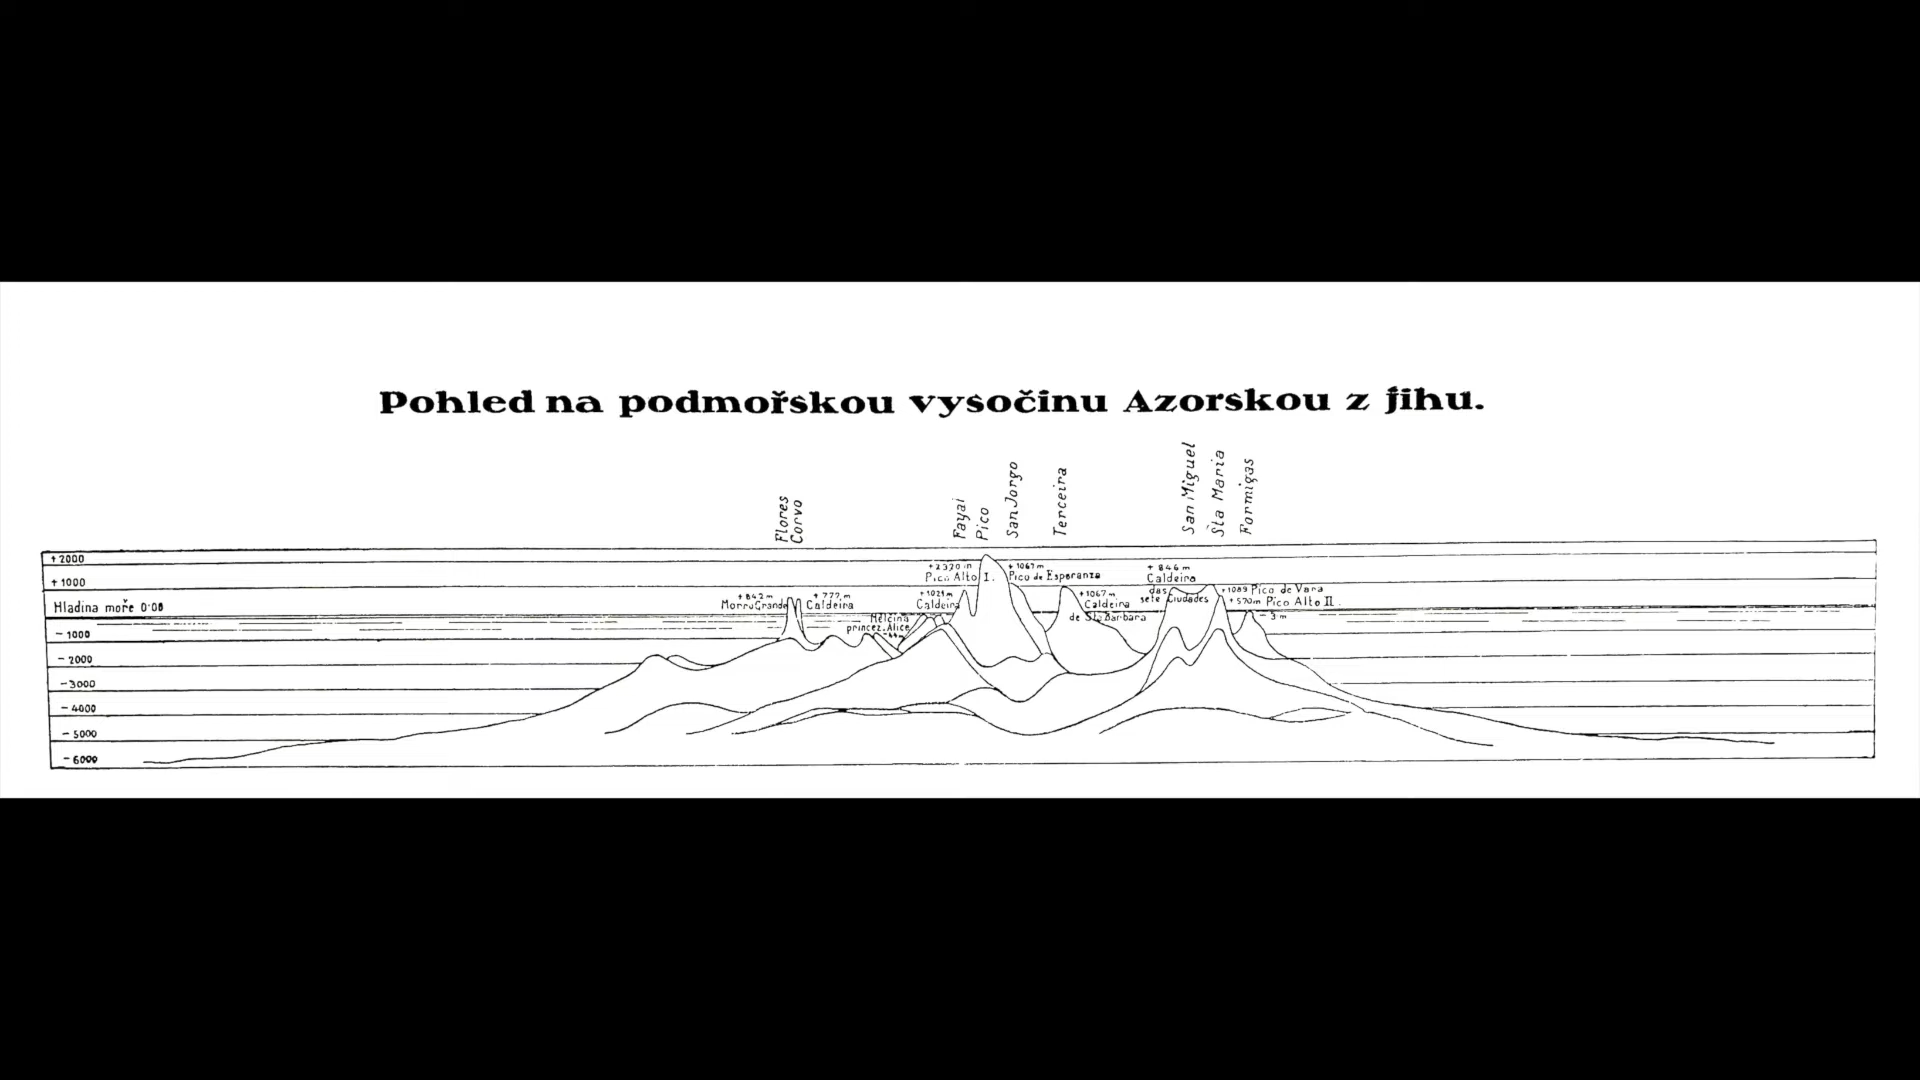 Pohled na podmořskou vysočinu Azorskou z jihu.
Flores
Corvo
Fayal
Pico
San Jorgo
Terceira
San Miguel
Sta Maria
Formigas
+2000
+1000
Hladina moře 0·00
-1000
-2000
-3000
-4000
-5000
-6000
+842 m
Morro Grande
+777 m
Caldeira
Mělčina
princez. Alice
+1021 m
Caldeira
+2320 m
Pico Alto I.
+1067 m
Pico de Esperanza
+1067 m
Caldeira
de Sta Barbara
+846 m
Caldeira
das
sete Ciudades
+1089 Pico de Vara
+570 m Pico Alto II.
-3 m